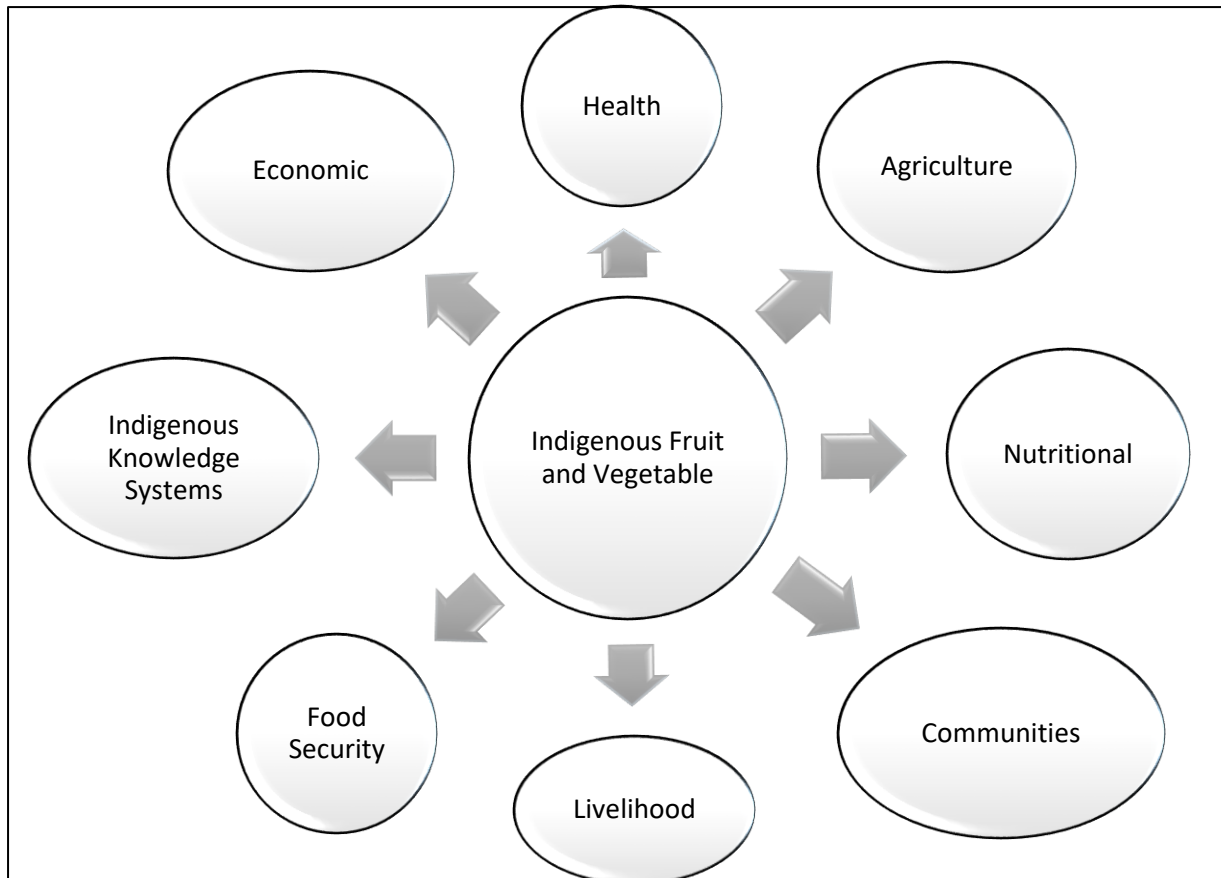 Health
Economic
Agriculture
Indigenous
Knowledge
Systems
Indigenous Fruit
and Vegetable
Nutritional
Food
Security
Communities
Livelihood